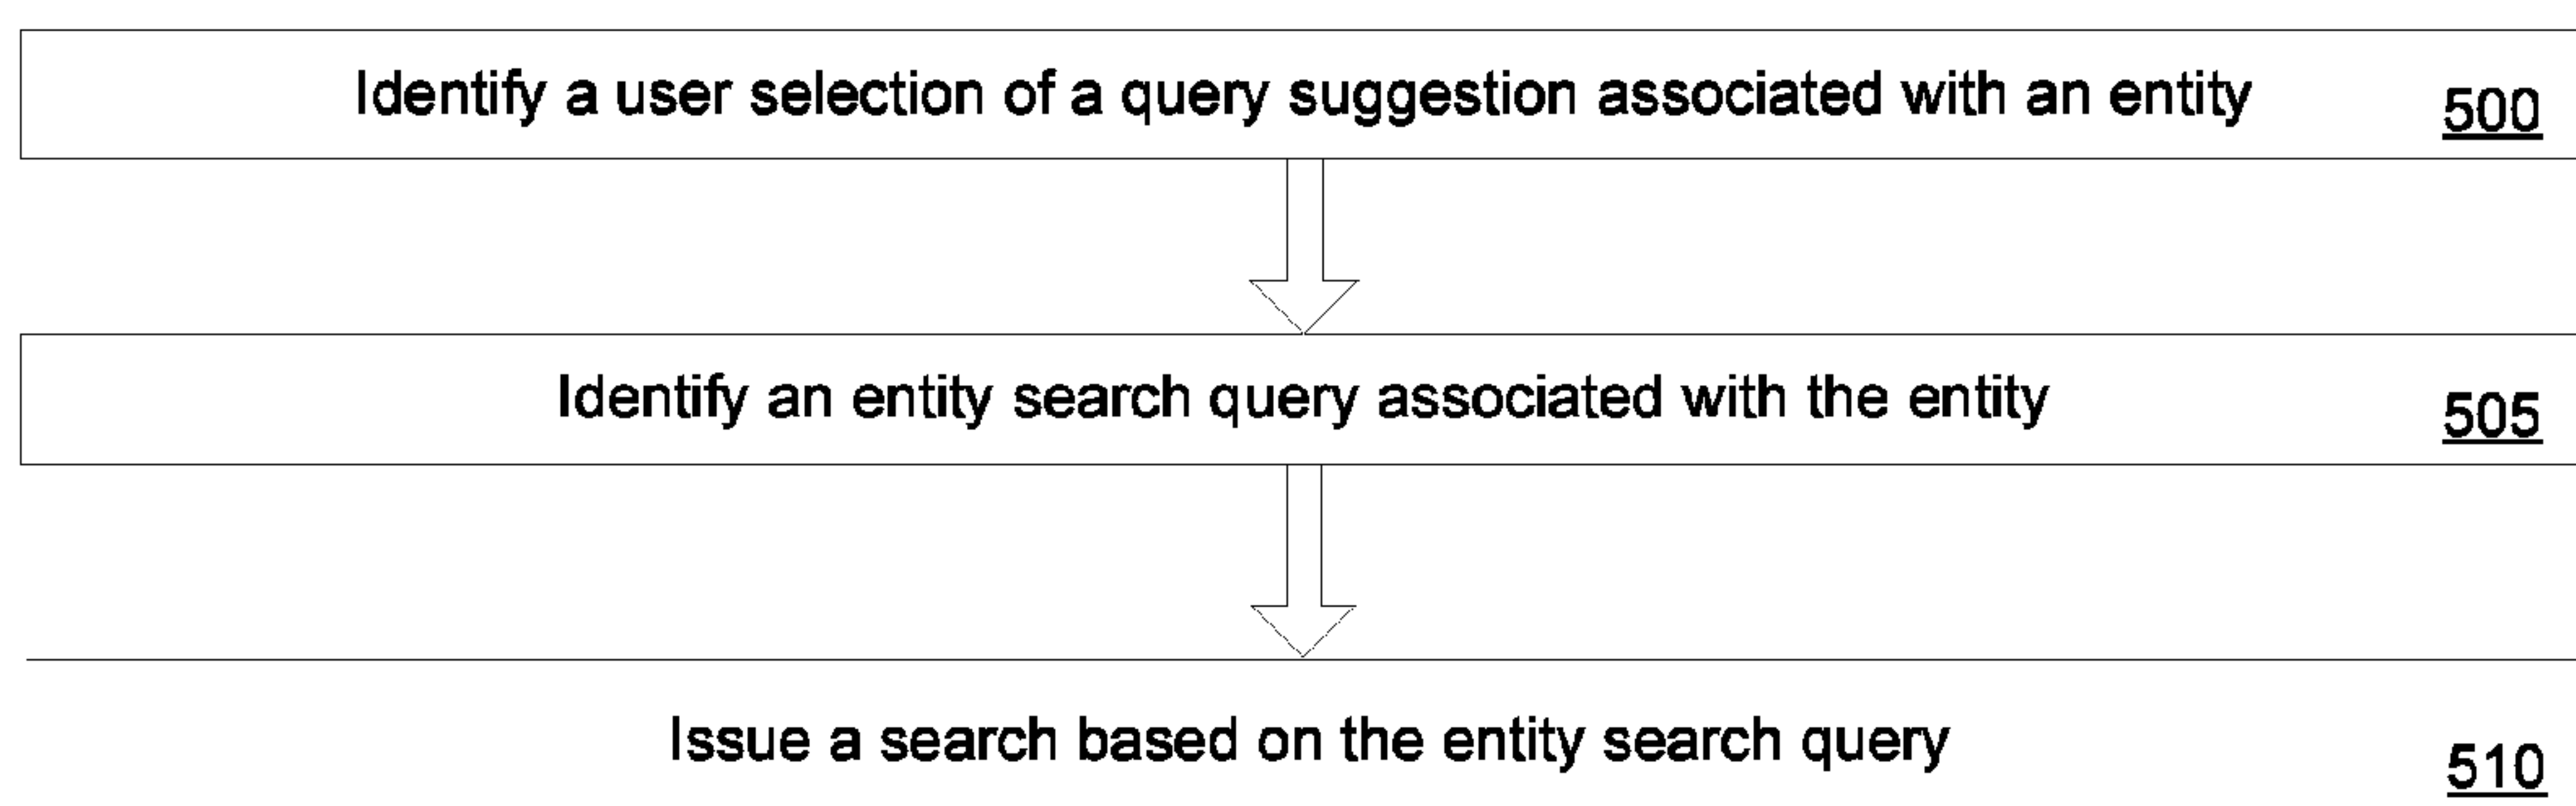 Identify a user selection of a query suggestion associated with an entity 500
Identify an entity search query associated with the entity 505
Issue a search based on the entity search query 510